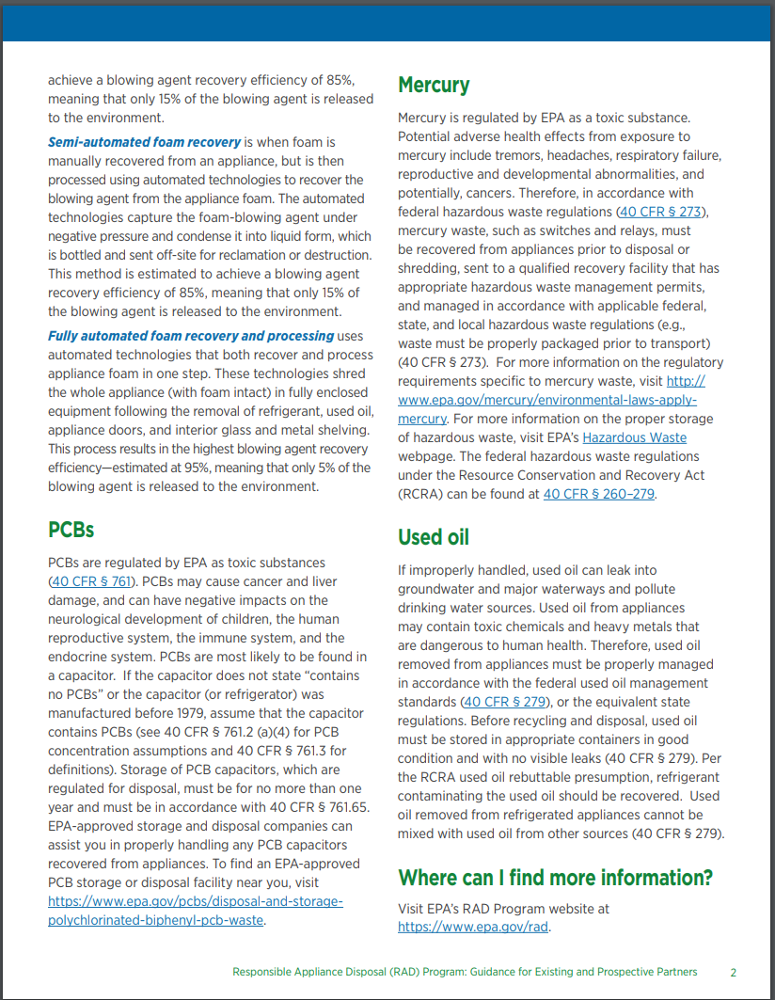 achieve a blowing agent recovery efficiency of 85%,
meaning that only 15% of the blowing agent is released
to the environment.
Semi-automated foam recovery is when foam is
manually recovered from an appliance, but is then
processed using automated technologies to recover the
blowing agent from the appliance foam. The automated
technologies capture the foam-blowing agent under
negative pressure and condense it into liquid form, which
is bottled and sent off-site for reclamation or destruction.
This method is estimated to achieve a blowing agent
recovery efficiency of 85%, meaning that only 15% of
the blowing agent is released to the environment.
Fully automated foam recovery and processing uses
automated technologies that both recover and process
appliance foam in one step. These technologies shred
the whole appliance (with foam intact) in fully enclosed
equipment following the removal of refrigerant, used oil,
appliance doors, and interior glass and metal shelving.
This process results in the highest blowing agent recovery
efficiency—estimated at 95%, meaning that only 5% of the
blowing agent is released to the environment.
PCBs
PCBs are regulated by EPA as toxic substances
(40 CFR § 761). PCBs may cause cancer and liver
damage, and can have negative impacts on the
neurological development of children, the human
reproductive system, the immune system, and the
endocrine system. PCBs are most likely to be found in
a capacitor.  If the capacitor does not state “contains
no PCBs” or the capacitor (or refrigerator) was
manufactured before 1979, assume that the capacitor
contains PCBs (see 40 CFR § 761.2 (a)(4) for PCB
concentration assumptions and 40 CFR § 761.3 for
definitions). Storage of PCB capacitors, which are
regulated for disposal, must be for no more than one
year and must be in accordance with 40 CFR § 761.65.
EPA-approved storage and disposal companies can
assist you in properly handling any PCB capacitors
recovered from appliances. To find an EPA-approved
PCB storage or disposal facility near you, visit
https://www.epa.gov/pcbs/disposal-and-storage-
polychlorinated-biphenyl-pcb-waste.
Mercury
Mercury is regulated by EPA as a toxic substance.
Potential adverse health effects from exposure to
mercury include tremors, headaches, respiratory failure,
reproductive and developmental abnormalities, and
potentially, cancers. Therefore, in accordance with
federal hazardous waste regulations (40 CFR § 273),
mercury waste, such as switches and relays, must
be recovered from appliances prior to disposal or
shredding, sent to a qualified recovery facility that has
appropriate hazardous waste management permits,
and managed in accordance with applicable federal,
state, and local hazardous waste regulations (e.g.,
waste must be properly packaged prior to transport)
(40 CFR § 273).  For more information on the regulatory
requirements specific to mercury waste, visit http://
www.epa.gov/mercury/environmental-laws-apply-
mercury. For more information on the proper storage
of hazardous waste, visit EPA’s Hazardous Waste
webpage. The federal hazardous waste regulations
under the Resource Conservation and Recovery Act
(RCRA) can be found at 40 CFR § 260–279.
Used oil
If improperly handled, used oil can leak into
groundwater and major waterways and pollute
drinking water sources. Used oil from appliances
may contain toxic chemicals and heavy metals that
are dangerous to human health. Therefore, used oil
removed from appliances must be properly managed
in accordance with the federal used oil management
standards (40 CFR § 279), or the equivalent state
regulations. Before recycling and disposal, used oil
must be stored in appropriate containers in good
condition and with no visible leaks (40 CFR § 279). Per
the RCRA used oil rebuttable presumption, refrigerant
contaminating the used oil should be recovered.  Used
oil removed from refrigerated appliances cannot be
mixed with used oil from other sources (40 CFR § 279).
Where can I find more information?
Visit EPA’s RAD Program website at
https://www.epa.gov/rad.
Responsible Appliance Disposal (RAD) Program: Guidance for Existing and Prospective Partners 2